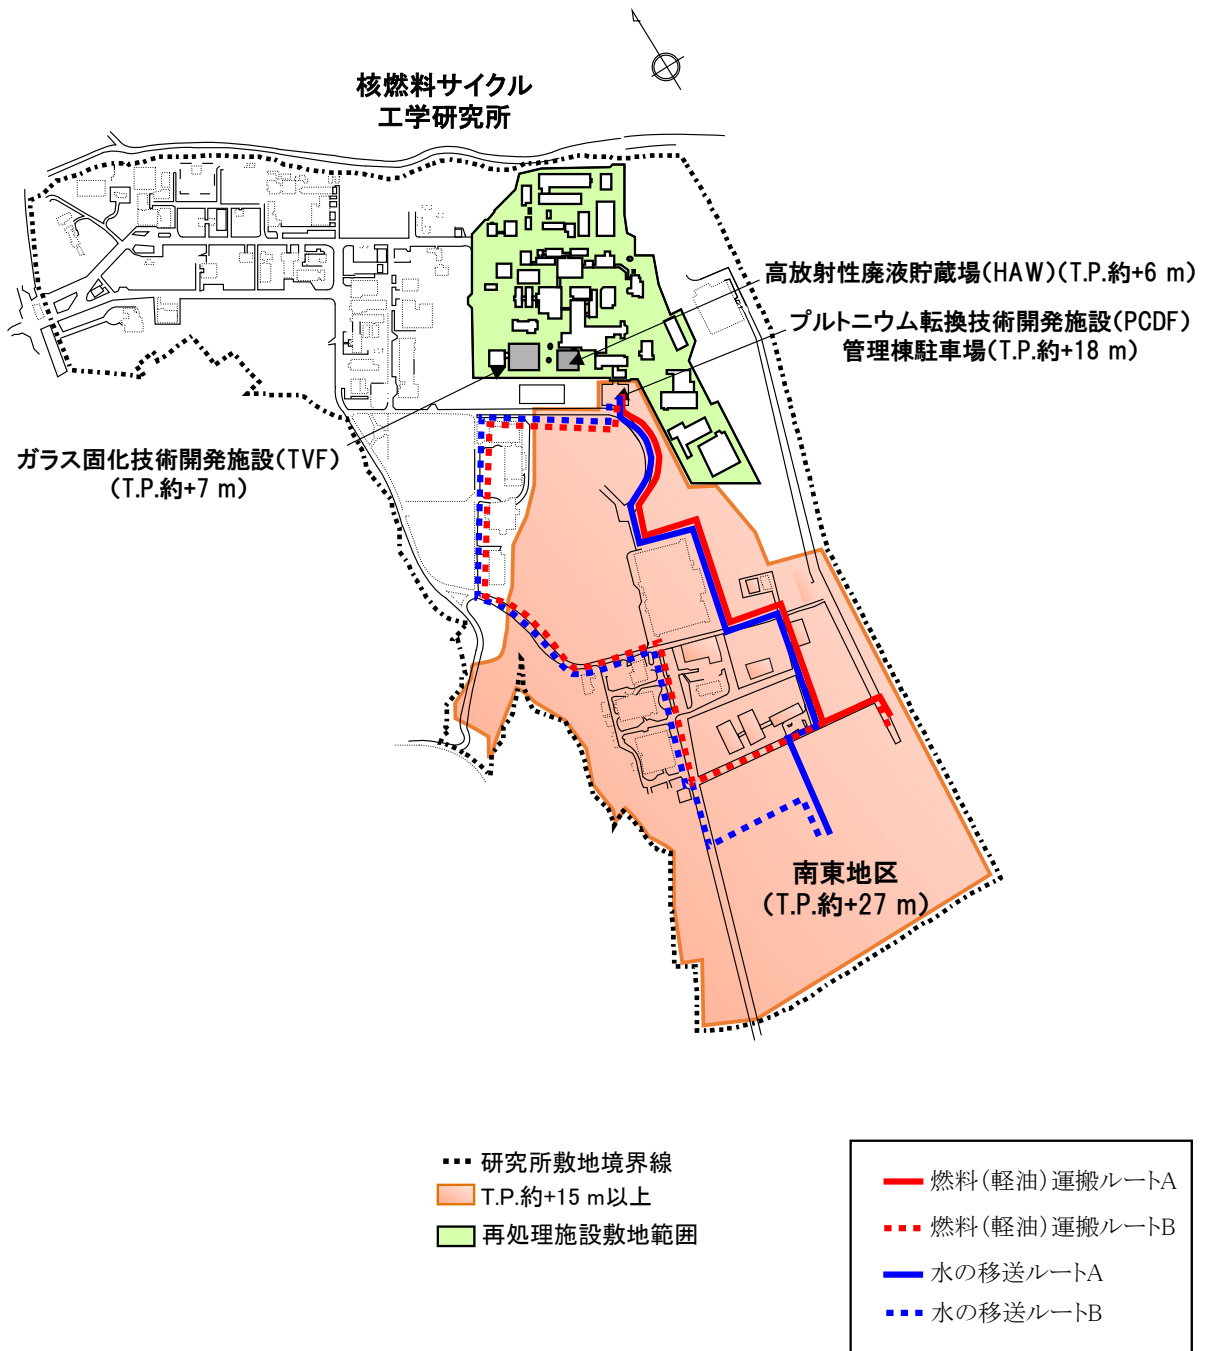 核燃料サイクル
工学研究所
高放射性廃液貯蔵場(HAW)(T.P.約+6 m)
プルトニウム転換技術開発施設(PCDF)
管理棟駐車場(T.P.約+18 m)
ガラス固化技術開発施設(TVF)
(T.P.約+7 m)
南東地区
(T.P.約+27 m)
研究所敷地境界線
T.P.約+15 m以上
再処理施設敷地範囲
燃料(軽油)運搬ルートA
燃料(軽油)運搬ルートB
水の移送ルートA
水の移送ルートB